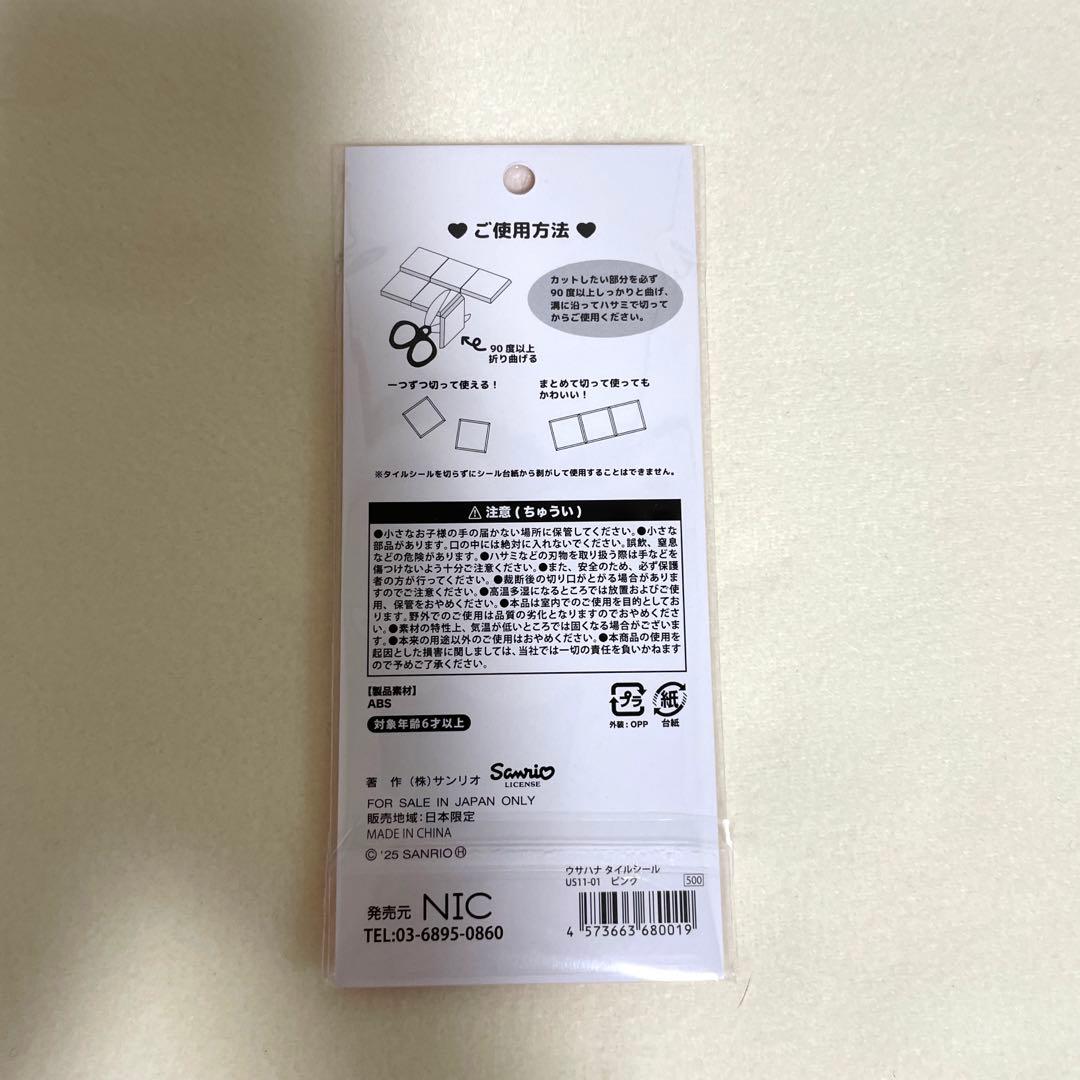 ♥ ご使用方法 ♥
カットしたい部分を必ず
90度以上しっかりと曲げ、
溝に沿ってハサミで切って
からご使用ください。
90度以上
折り曲げる
一つずつ切って使える!
まとめて切って使っても
かわいい!
※タイルシールを切らずにシール台紙から剥がして使用することはできません。
⚠ 注意(ちゅうい)
●小さなお子様の手の届かない場所に保管してください。●小さな
部品があります。口の中には絶対に入れないでください。誤飲、窒息
などの危険があります。●ハサミなどの刃物を取り扱う際は手などを
傷つけないよう十分ご注意ください。●また、安全のため、必ず保護
者の方が行ってください。●裁断後の切り口がとがる場合がありま
すのでご注意ください。●高温多湿になるところでは放置およびご使
用、保管をおやめください。●本品は室内でのご使用を目的としてお
ります。野外でのご使用は品質の劣化となりますのでおやめくださ
い。●素材の特性上、気温が低いところでは固くなる場合がございま
す。●本来の用途以外のご使用はおやめください。●本商品の使用を
起因とした損害に関しましては、当社では一切の責任を負いかねます
ので予めご了承ください。
【製品素材】
ABS
対象年齢6才以上
プラ
外装:OPP
紙
台紙
著 作 (株)サンリオ
Sanrio
LICENSE
FOR SALE IN JAPAN ONLY
販売地域:日本限定
MADE IN CHINA
© '25 SANRIO Ⓗ
発売元 NIC
TEL:03-6895-0860
ウサハナ タイルシール
US11-01 ピンク
500
4 573663 680019